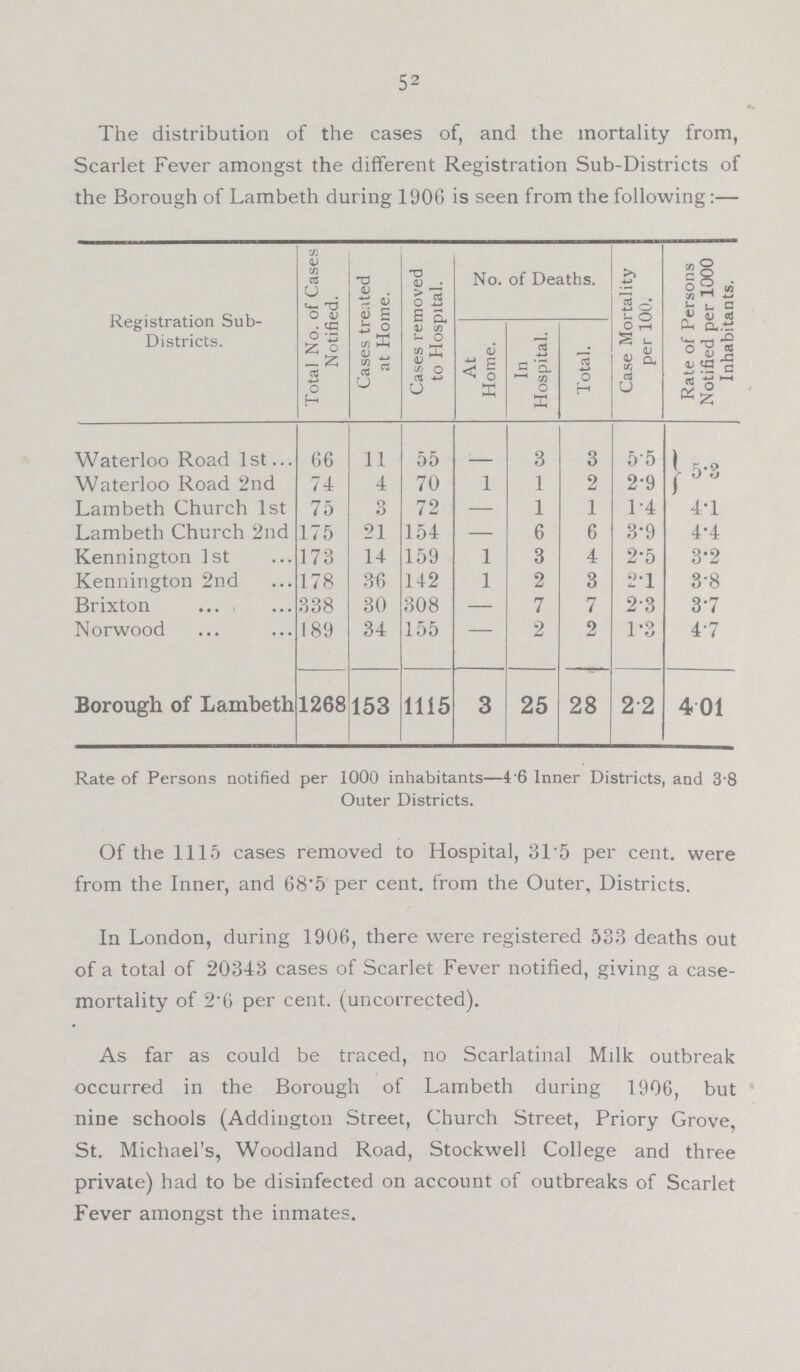 52
The distribution of the cases of, and the mortality from,
Scarlet Fever amongst the different Registration Sub-Districts of
the Borough of Lambeth during 1906 is seen from the following:—
Registration Sub-Districts. | Total No. of Cases Notified. | Cases treated at Home. | Cases removed to Hospital. | No. of Deaths. At Home. | In Hospital. | Total. | Case Mortality per 100. | Rate of Persons Notified per 1000 Inhabitants.
Waterloo Road 1st... 66 11 55 — 3 3 5·5 } 5·3
Waterloo Road 2nd 74 4 70 1 1 2 2·9
Lambeth Church 1st 75 3 72 — 1 1 1·4 4·1
Lambeth Church 2nd 175 21 154 — 6 6 3·9 4·4
Kennington 1st ... 173 14 159 1 3 4 2·5 3·2
Kennington 2nd ... 178 36 142 1 2 3 2·1 3·8
Brixton ... ... 338 30 308 — 7 7 2·3 3·7
Norwood ... ... 189 34 155 — 2 2 1·3 4·7
Borough of Lambeth 1268 153 1115 3 25 28 2·2 4·01
Rate of Persons notified per 1000 inhabitants—4·6 Inner Districts, and 3·8
Outer Districts.
Of the 1115 cases removed to Hospital, 31·5 per cent. were
from the Inner, and 68·5 per cent. from the Outer, Districts.
In London, during 1906, there were registered 533 deaths out
of a total of 20343 cases of Scarlet Fever notified, giving a case-
mortality of 2·6 per cent. (uncorrected).
As far as could be traced, no Scarlatinal Milk outbreak
occurred in the Borough of Lambeth during 1906, but
nine schools (Addington Street, Church Street, Priory Grove,
St. Michael's, Woodland Road, Stockwell College and three
private) had to be disinfected on account of outbreaks of Scarlet
Fever amongst the inmates.